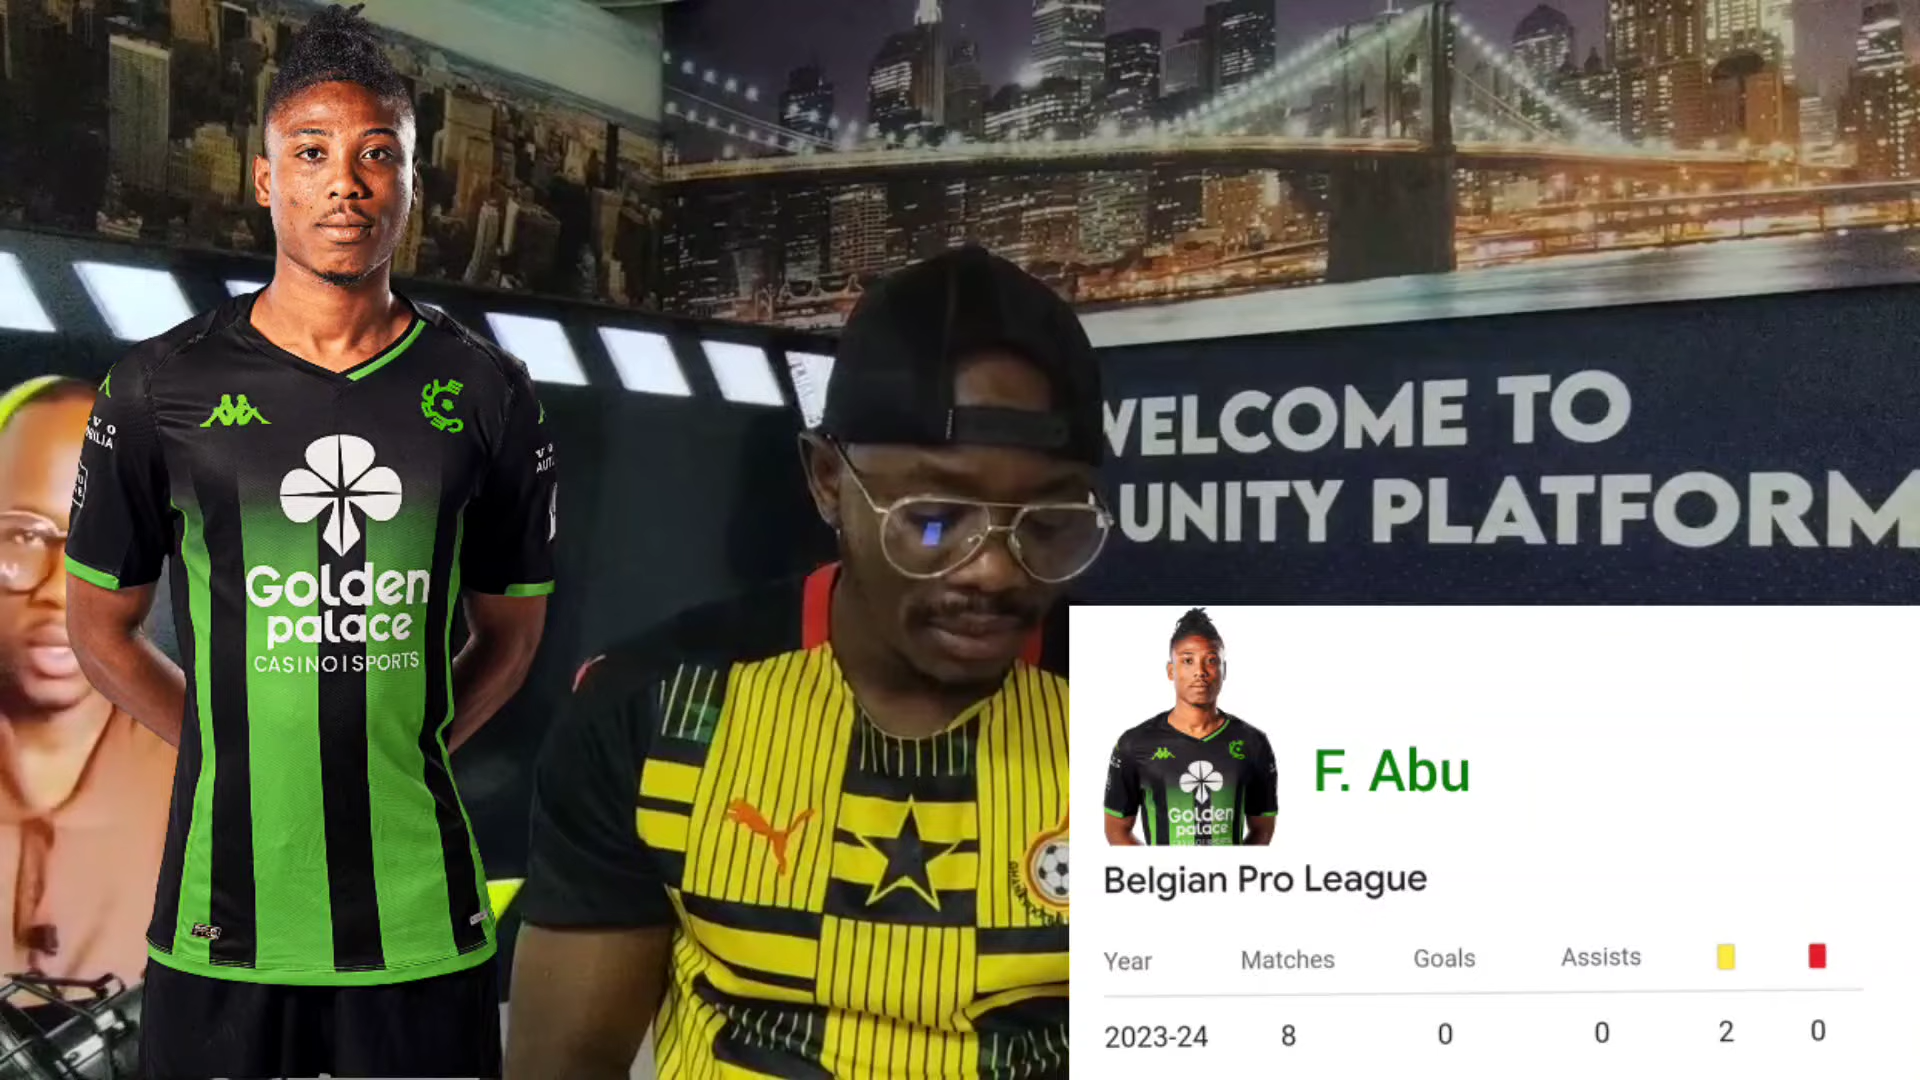 WELCOME TO
UNITY PLATFORM
Golden
palace
CASINO|SPORTS
Golden
palace
F. Abu
Belgian Pro League
Year Matches Goals Assists
2023-24 8 0 0 2 0